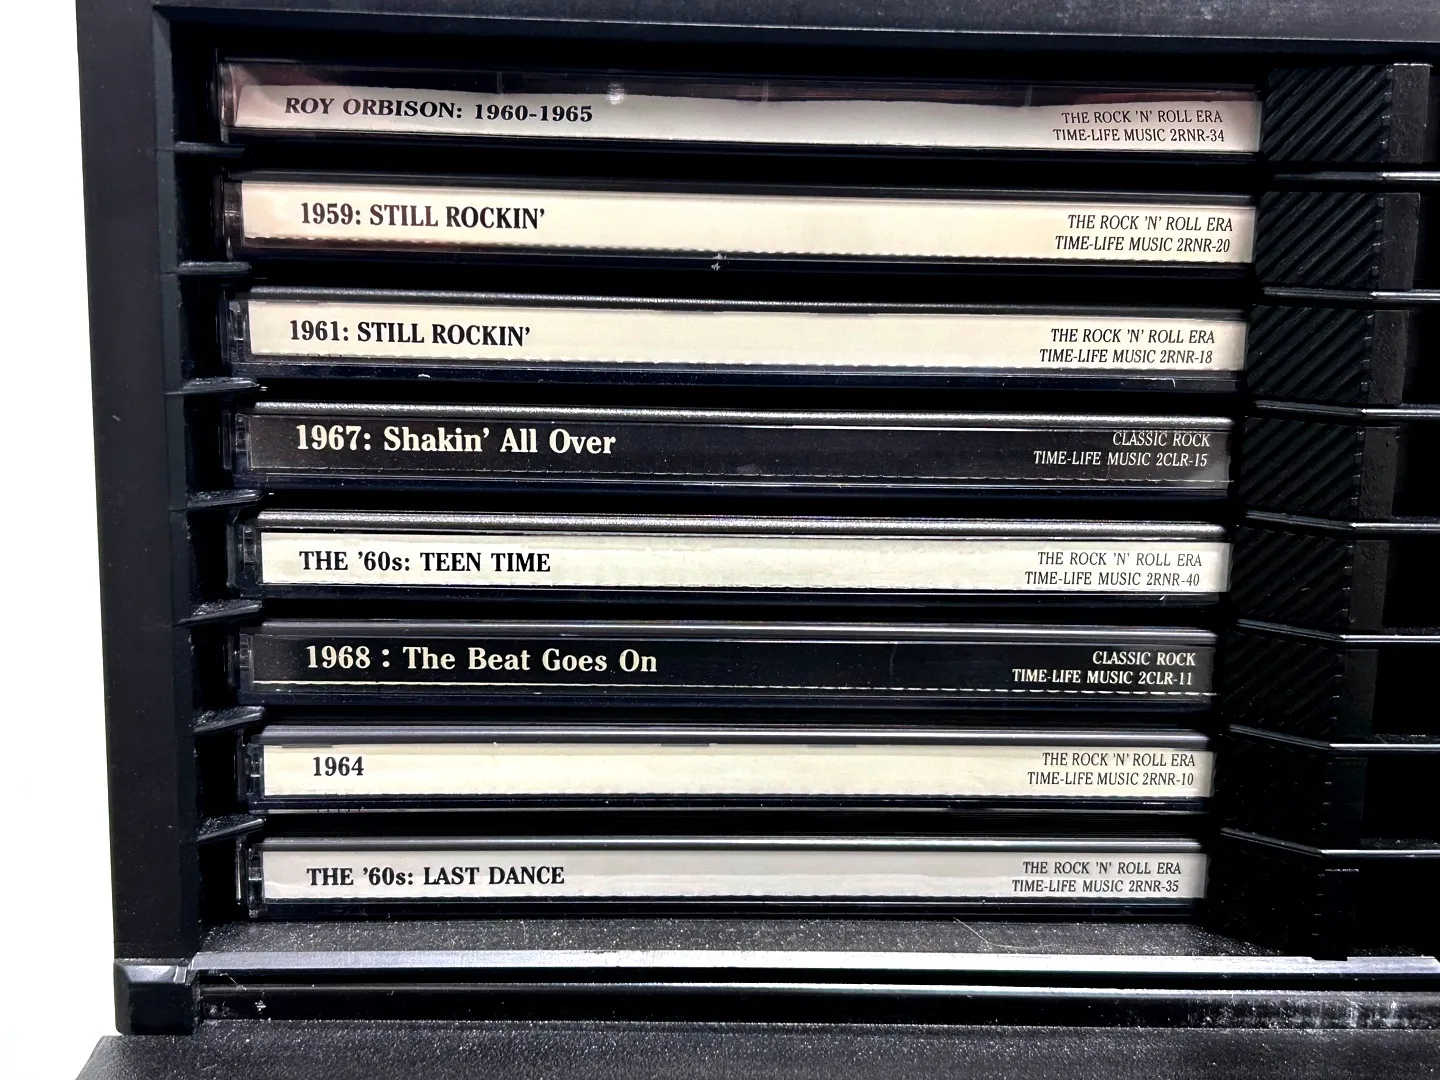 ROY ORBISON: 1960-1965
THE ROCK 'N' ROLL ERA
TIME-LIFE MUSIC 2RNR-34
1959: STILL ROCKIN'
THE ROCK 'N' ROLL ERA
TIME-LIFE MUSIC 2RNR-20
1961: STILL ROCKIN'
THE ROCK 'N' ROLL ERA
TIME-LIFE MUSIC 2RNR-18
1967: Shakin' All Over
CLASSIC ROCK
TIME-LIFE MUSIC 2CLR-15
THE '60s: TEEN TIME
THE ROCK 'N' ROLL ERA
TIME-LIFE MUSIC 2RNR-40
1968 : The Beat Goes On
CLASSIC ROCK
TIME-LIFE MUSIC 2CLR-11
1964
THE ROCK 'N' ROLL ERA
TIME-LIFE MUSIC 2RNR-10
THE '60s: LAST DANCE
THE ROCK 'N' ROLL ERA
TIME-LIFE MUSIC 2RNR-35